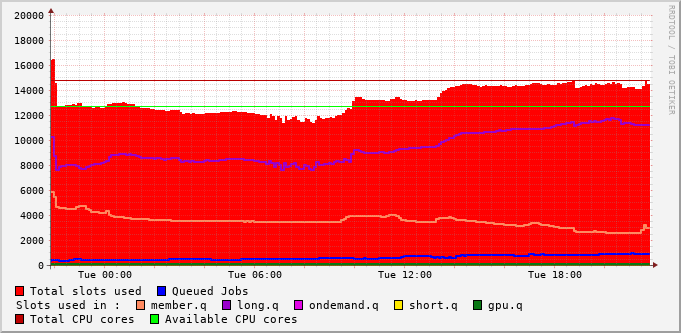 20000
18000
16000
14000
12000
10000
8000
6000
4000
2000
0
Tue 00:00 Tue 06:00 Tue 12:00 Tue 18:00
RRDTOOL / TOBI OETIKER
Total slots used Queued Jobs
Slots used in : member.q long.q ondemand.q short.q gpu.q
Total CPU cores Available CPU cores